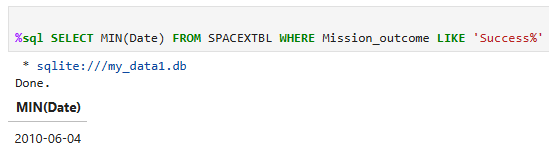 %sql SELECT MIN(Date) FROM SPACEXTBL WHERE Mission_outcome LIKE 'Success%'
* sqlite:///my_data1.db
Done.
MIN(Date)
2010-06-04